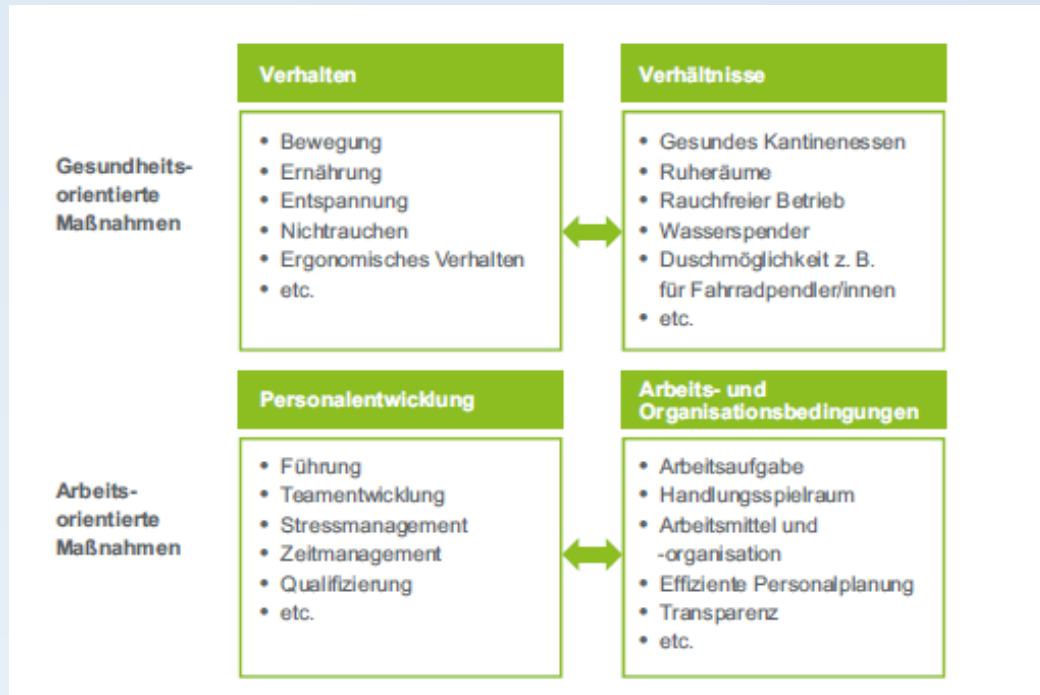 Verhalten
Verhältnisse
Gesundheits-
orientierte
Maßnahmen
• Bewegung
• Ernährung
• Entspannung
• Nichtrauchen
• Ergonomisches Verhalten
• etc.
• Gesundes Kantinenessen
• Ruheräume
• Rauchfreier Betrieb
• Wasserspender
• Duschmöglichkeit z. B.
für Fahrradpendler/innen
• etc.
Personalentwicklung
Arbeits- und
Organisationsbedingungen
Arbeits-
orientierte
Maßnahmen
• Führung
• Teamentwicklung
• Stressmanagement
• Zeitmanagement
• Qualifizierung
• etc.
• Arbeitsaufgabe
• Handlungsspielraum
• Arbeitsmittel und
-organisation
• Effiziente Personalplanung
• Transparenz
• etc.